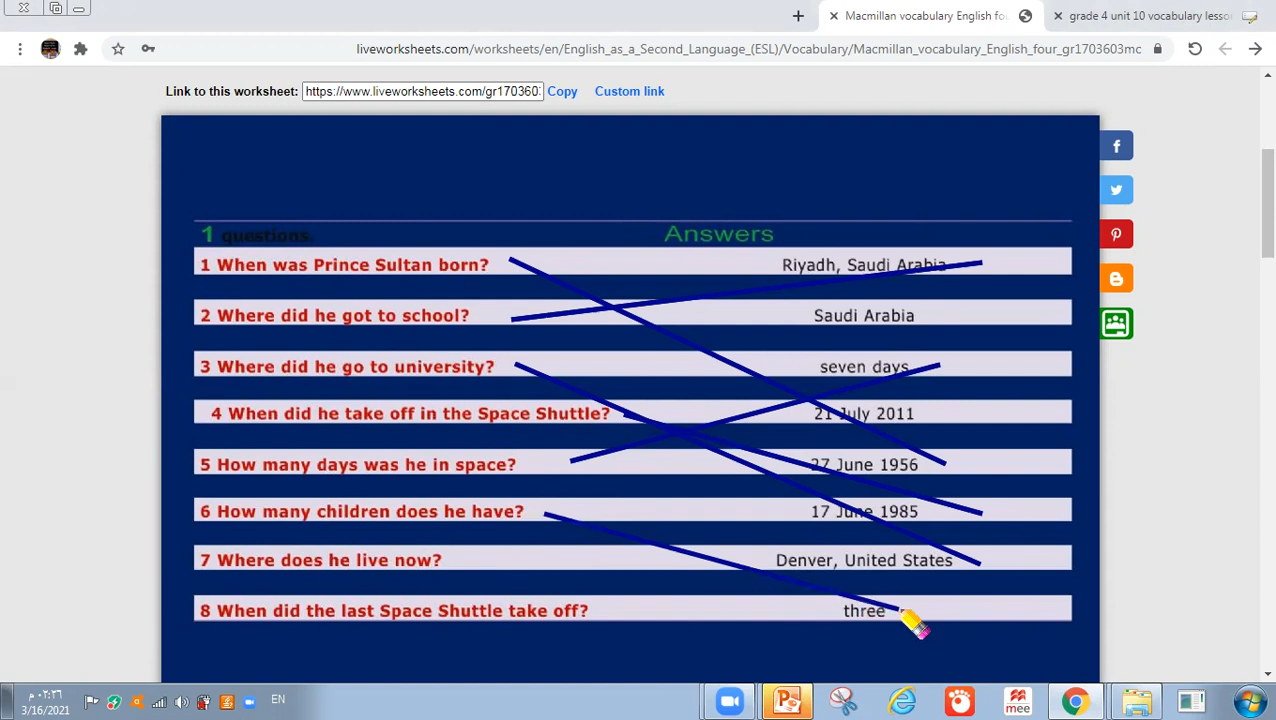 Macmillan vocabulary English fou
grade 4 unit 10 vocabulary lesso
liveworksheets.com/worksheets/en/English_as_a_Second_Language_(ESL)/Vocabulary/Macmillan_vocabulary_English_four_gr1703603mc
Link to this worksheet: https://www.liveworksheets.com/gr170360 Copy Custom link
1 questions. Answers
1 When was Prince Sultan born? Riyadh, Saudi Arabia
2 Where did he got to school? Saudi Arabia
3 Where did he go to university? seven days
4 When did he take off in the Space Shuttle? 21 July 2011
5 How many days was he in space? 27 June 1956
6 How many children does he have? 17 June 1985
7 Where does he live now? Denver, United States
8 When did the last Space Shuttle take off? three
م ٠٢:٢٦
3/16/2021
EN
mee